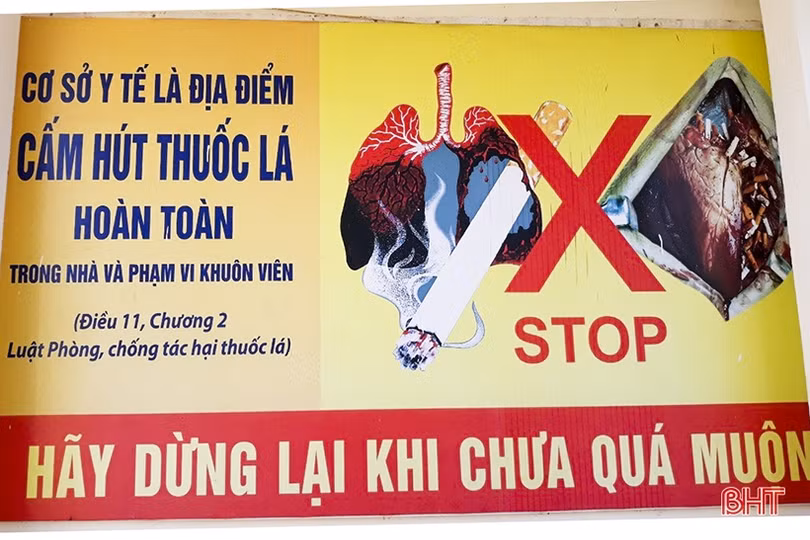 CƠ SỞ Y TẾ LÀ ĐỊA ĐIỂM
CẤM HÚT THUỐC LÁ
HOÀN TOÀN
TRONG NHÀ VÀ PHẠM VI KHUÔN VIÊN
(Điều 11, Chương 2
Luật Phòng, chống tác hại thuốc lá)
X
STOP
HÃY DỪNG LẠI KHI CHƯA QUÁ MUỘN
BHT